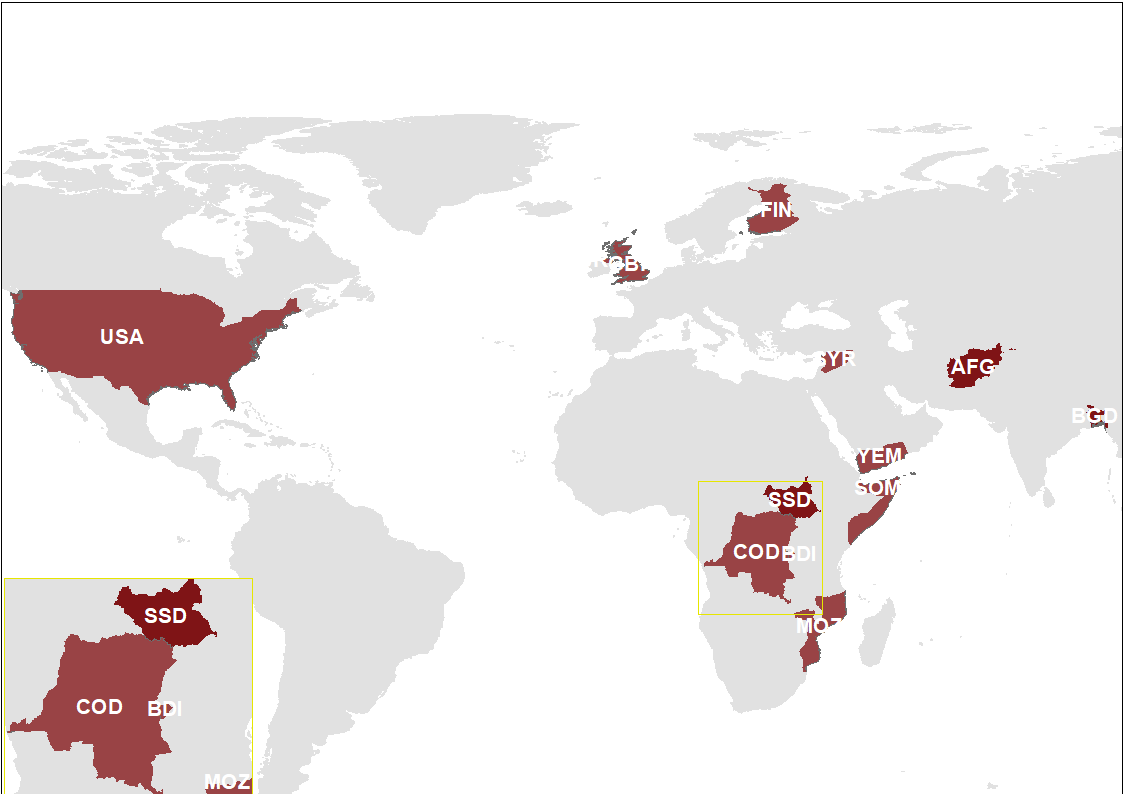 FIN
GBR
USA
SYR
AFG
BGD
YEM
SOM
SSD
COD
BDI
MOZ
SSD
COD
BDI
MOZ